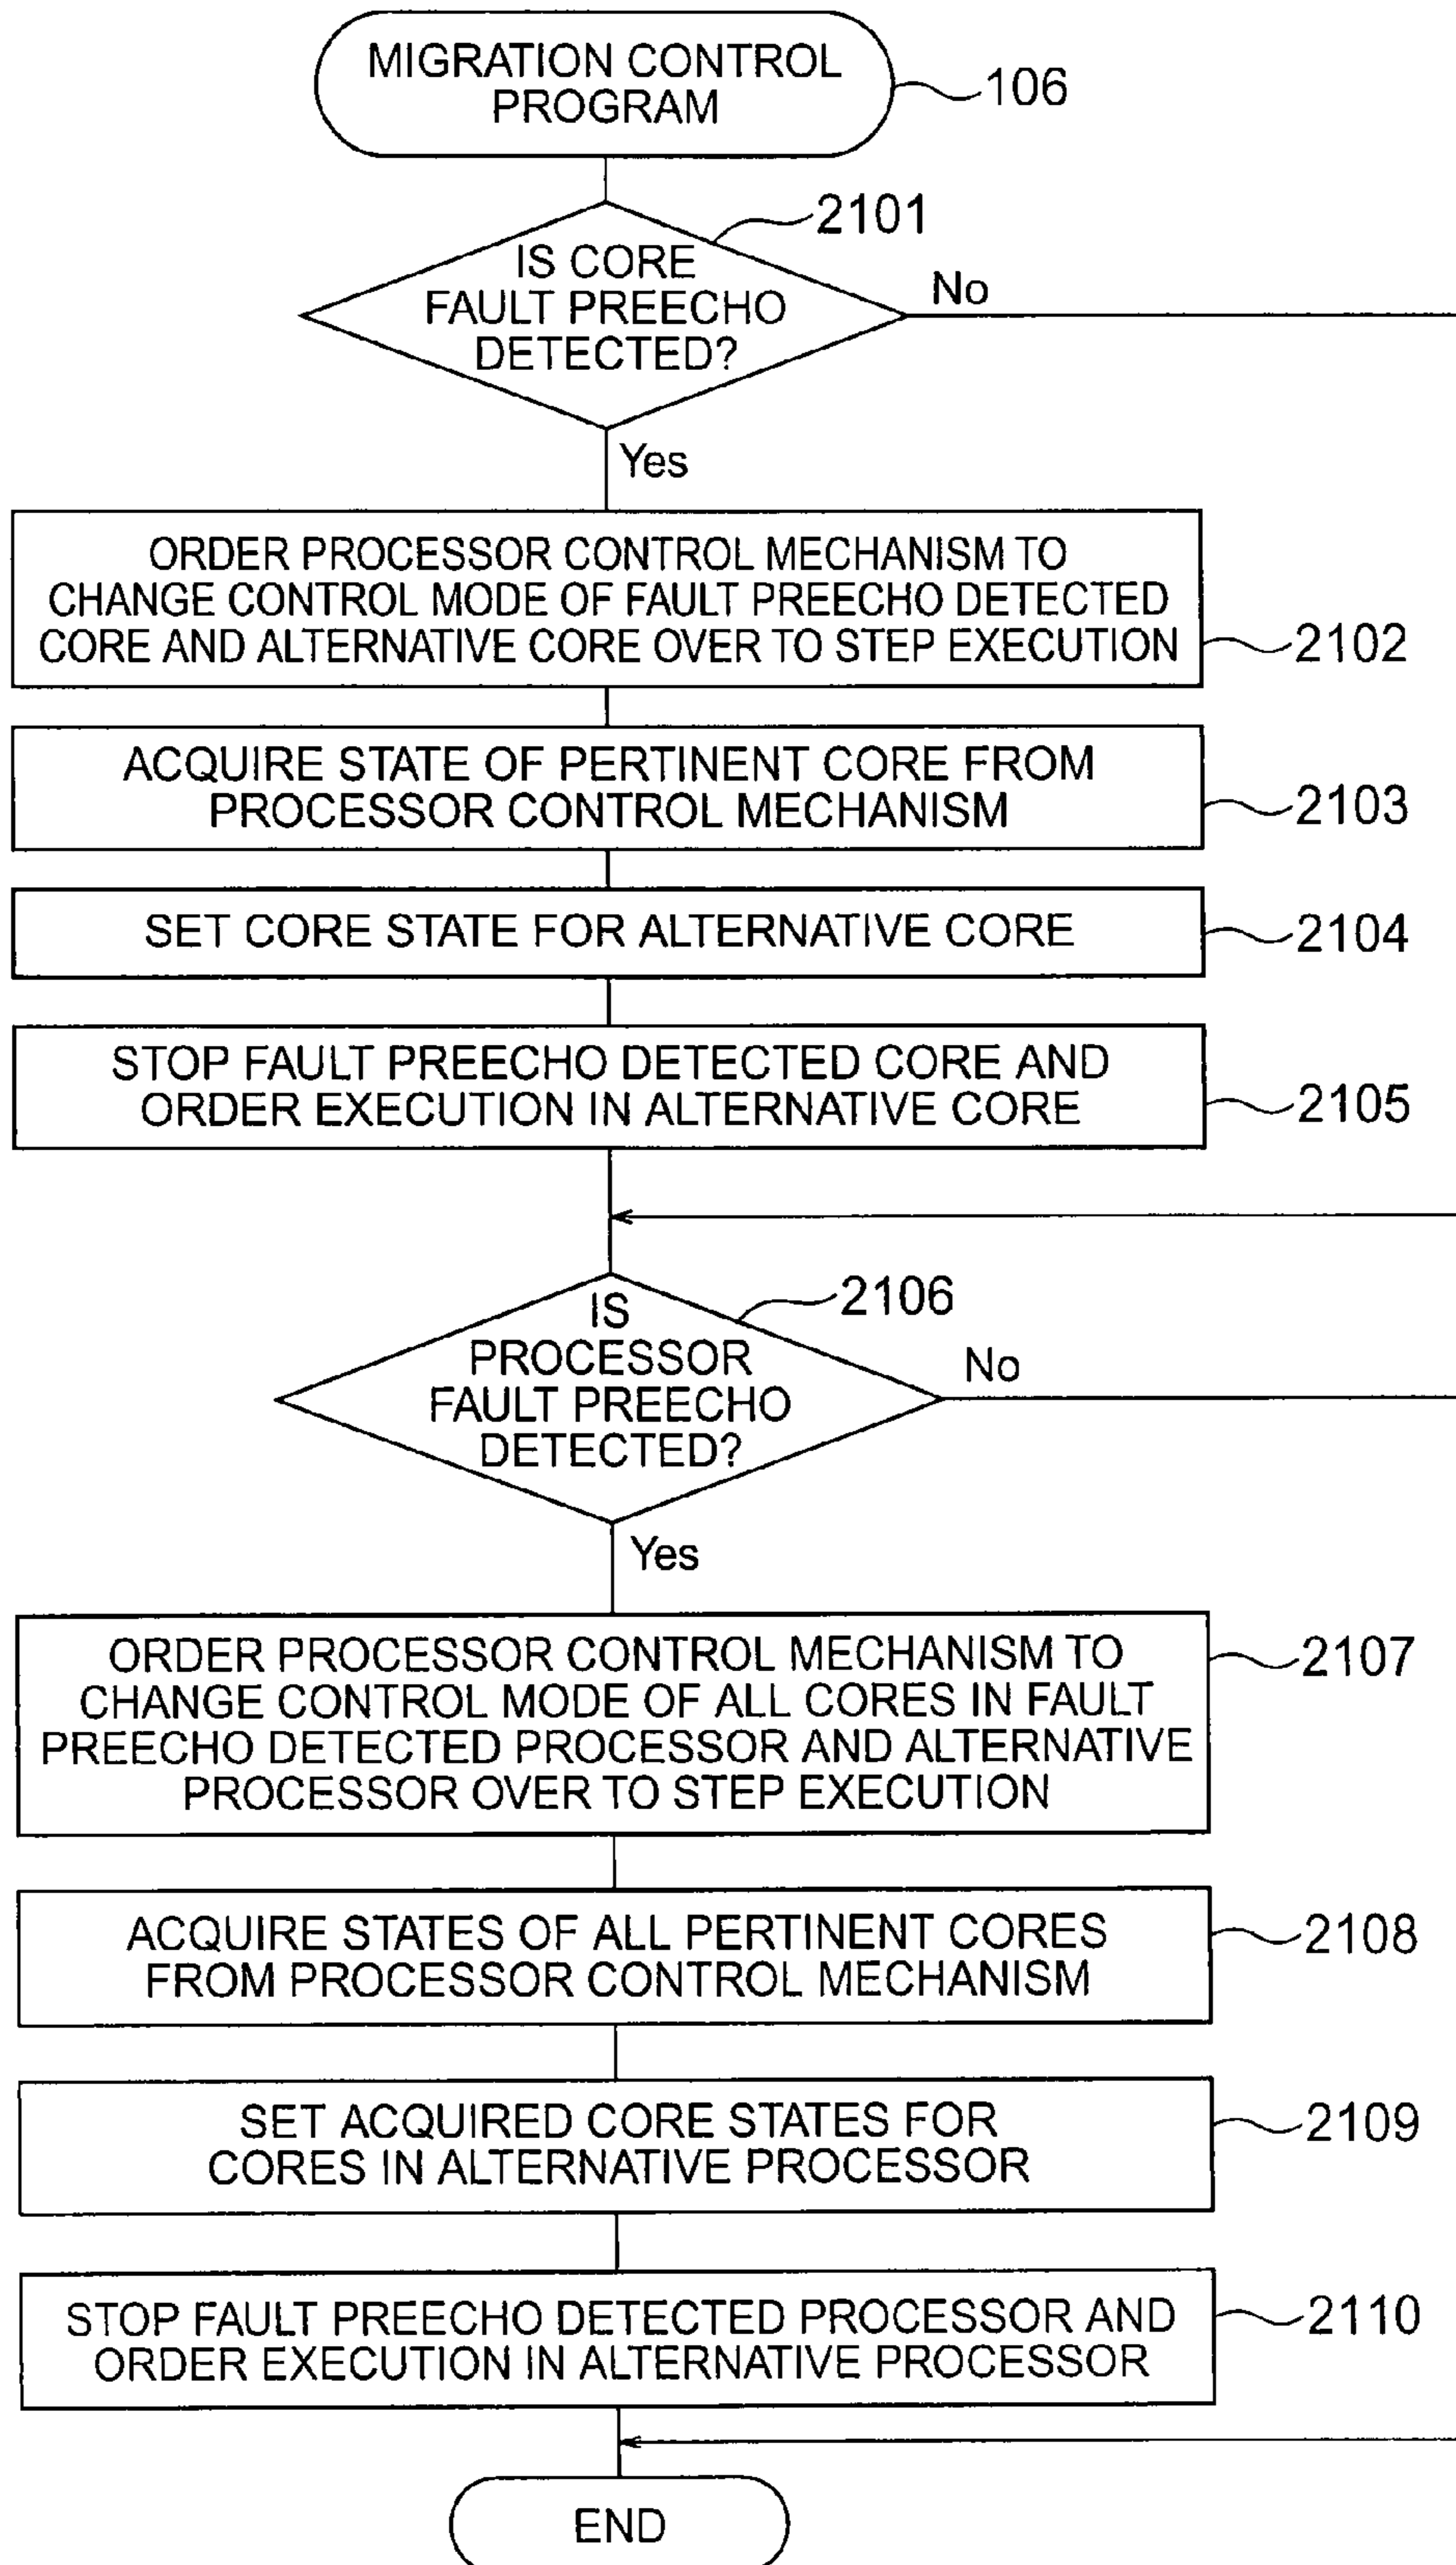 MIGRATION CONTROL
PROGRAM
106
2101
IS CORE
FAULT PREECHO
DETECTED?
No
Yes
ORDER PROCESSOR CONTROL MECHANISM TO
CHANGE CONTROL MODE OF FAULT PREECHO DETECTED
CORE AND ALTERNATIVE CORE OVER TO STEP EXECUTION
2102
ACQUIRE STATE OF PERTINENT CORE FROM
PROCESSOR CONTROL MECHANISM
2103
SET CORE STATE FOR ALTERNATIVE CORE
2104
STOP FAULT PREECHO DETECTED CORE AND
ORDER EXECUTION IN ALTERNATIVE CORE
2105
2106
IS
PROCESSOR
FAULT PREECHO
DETECTED?
No
Yes
ORDER PROCESSOR CONTROL MECHANISM TO
CHANGE CONTROL MODE OF ALL CORES IN FAULT
PREECHO DETECTED PROCESSOR AND ALTERNATIVE
PROCESSOR OVER TO STEP EXECUTION
2107
ACQUIRE STATES OF ALL PERTINENT CORES
FROM PROCESSOR CONTROL MECHANISM
2108
SET ACQUIRED CORE STATES FOR
CORES IN ALTERNATIVE PROCESSOR
2109
STOP FAULT PREECHO DETECTED PROCESSOR AND
ORDER EXECUTION IN ALTERNATIVE PROCESSOR
2110
END